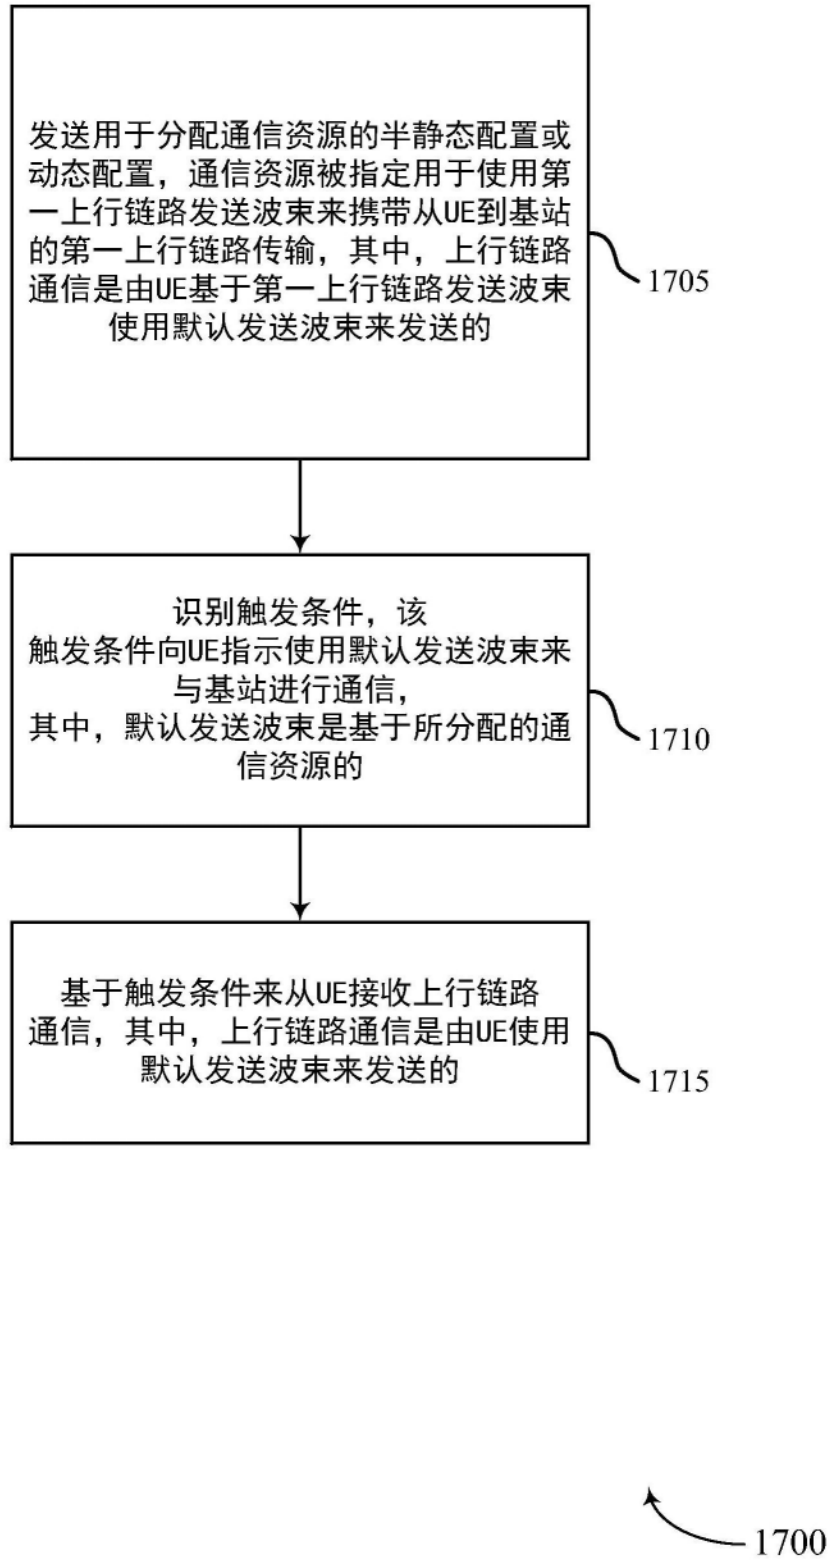 发送用于分配通信资源的半静态配置或
动态配置，通信资源被指定用于使用第
一上行链路发送波束来携带从UE到基站
的第一上行链路传输，其中，上行链路
通信是由UE基于第一上行链路发送波束
使用默认发送波束来发送的
1705
识别触发条件，该
触发条件向UE指示使用默认发送波束来
与基站进行通信，
其中，默认发送波束是基于所分配的通
信资源的
1710
基于触发条件来从UE接收上行链路
通信，其中，上行链路通信是由UE使用
默认发送波束来发送的
1715
1700